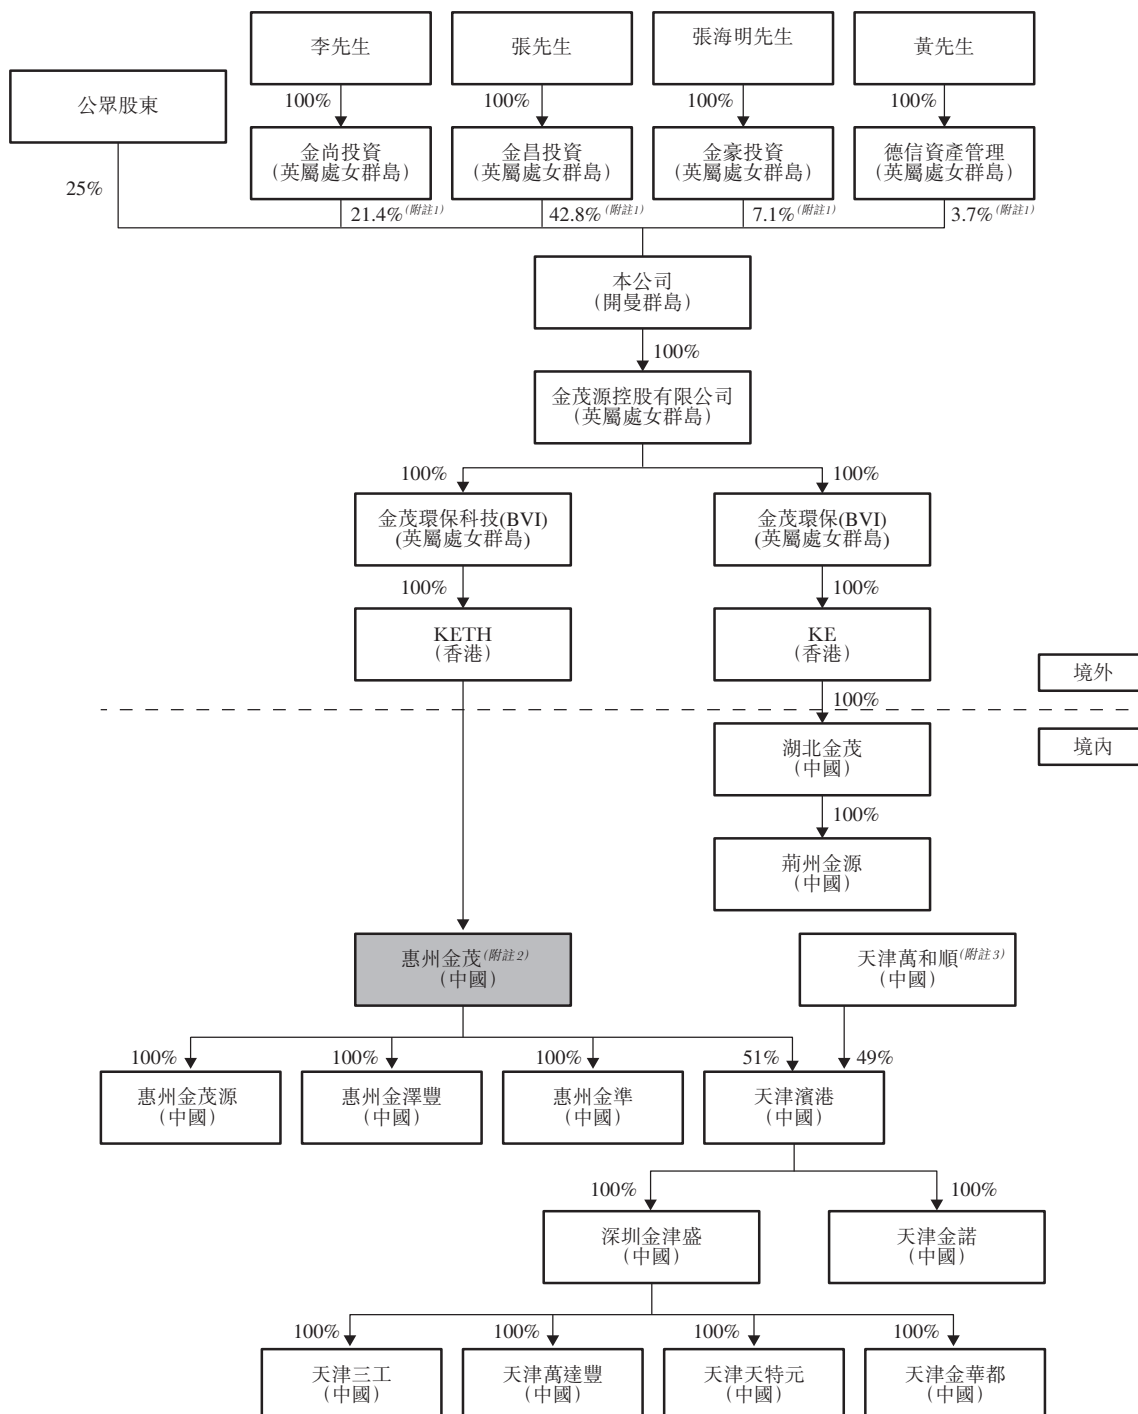 李先生
張先生
張海明先生
黃先生
公眾股東
100%
100%
100%
100%
金尚投資
(英屬處女群島)
金昌投資
(英屬處女群島)
金豪投資
(英屬處女群島)
德信資產管理
(英屬處女群島)
25%
21.4%(附註1)
42.8%(附註1)
7.1%(附註1)
3.7%(附註1)
本公司
(開曼群島)
100%
金茂源控股有限公司
(英屬處女群島)
100%
100%
金茂環保科技(BVI)
(英屬處女群島)
金茂環保(BVI)
(英屬處女群島)
100%
100%
KETH
(香港)
KE
(香港)
境外
100%
境內
湖北金茂
(中國)
100%
荊州金源
(中國)
惠州金茂(附註2)
(中國)
天津萬和順(附註3)
(中國)
100%
100%
100%
51%
49%
惠州金茂源
(中國)
惠州金澤豐
(中國)
惠州金準
(中國)
天津濱港
(中國)
100%
100%
深圳金津盛
(中國)
天津金諾
(中國)
100%
100%
100%
100%
天津三工
(中國)
天津萬達豐
(中國)
天津天特元
(中國)
天津金華都
(中國)